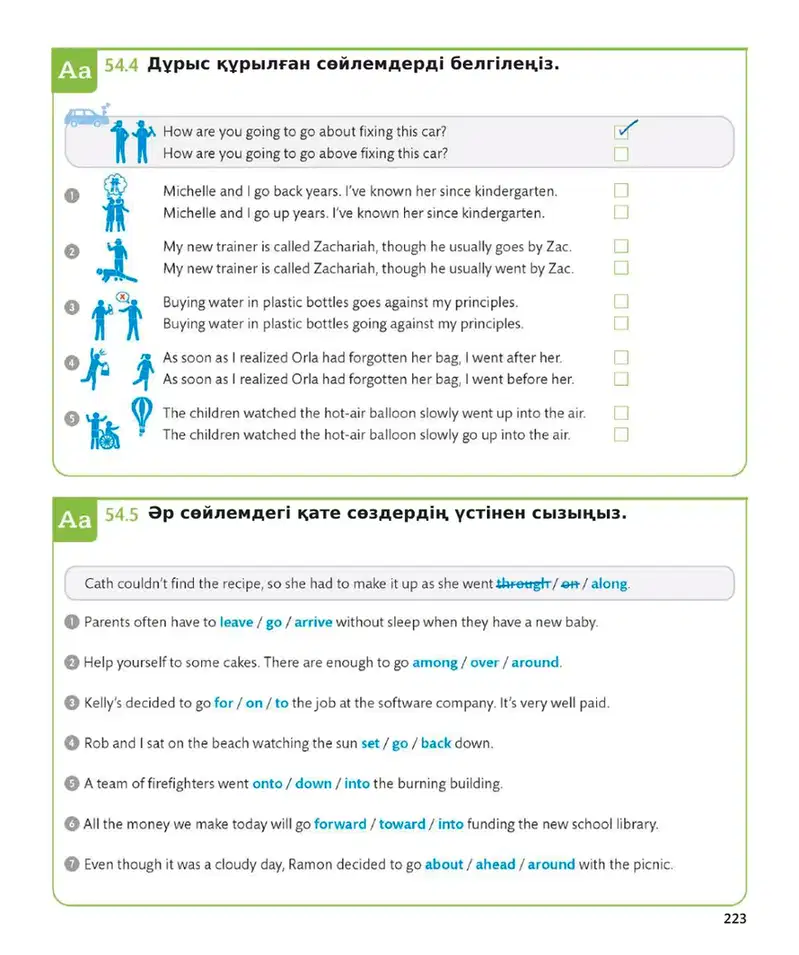 Aa 54.4 Дұрыс құрылған сөйлемдерді белгілеңіз.
How are you going to go about fixing this car?
How are you going to go above fixing this car?
1 Michelle and I go back years. I've known her since kindergarten.
Michelle and I go up years. I've known her since kindergarten.
2 My new trainer is called Zachariah, though he usually goes by Zac.
My new trainer is called Zachariah, though he usually went by Zac.
3 Buying water in plastic bottles goes against my principles.
Buying water in plastic bottles going against my principles.
4 As soon as I realized Orla had forgotten her bag, I went after her.
As soon as I realized Orla had forgotten her bag, I went before her.
5 The children watched the hot-air balloon slowly went up into the air.
The children watched the hot-air balloon slowly go up into the air.
Aa 54.5 Әр сөйлемдегі қате сөздердің үстінен сызыңыз.
Cath couldn't find the recipe, so she had to make it up as she went through / on / along.
1 Parents often have to leave / go / arrive without sleep when they have a new baby.
2 Help yourself to some cakes. There are enough to go among / over / around.
3 Kelly's decided to go for / on / to the job at the software company. It's very well paid.
4 Rob and I sat on the beach watching the sun set / go / back down.
5 A team of firefighters went onto / down / into the burning building.
6 All the money we make today will go forward / toward / into funding the new school library.
7 Even though it was a cloudy day, Ramon decided to go about / ahead / around with the picnic.
223